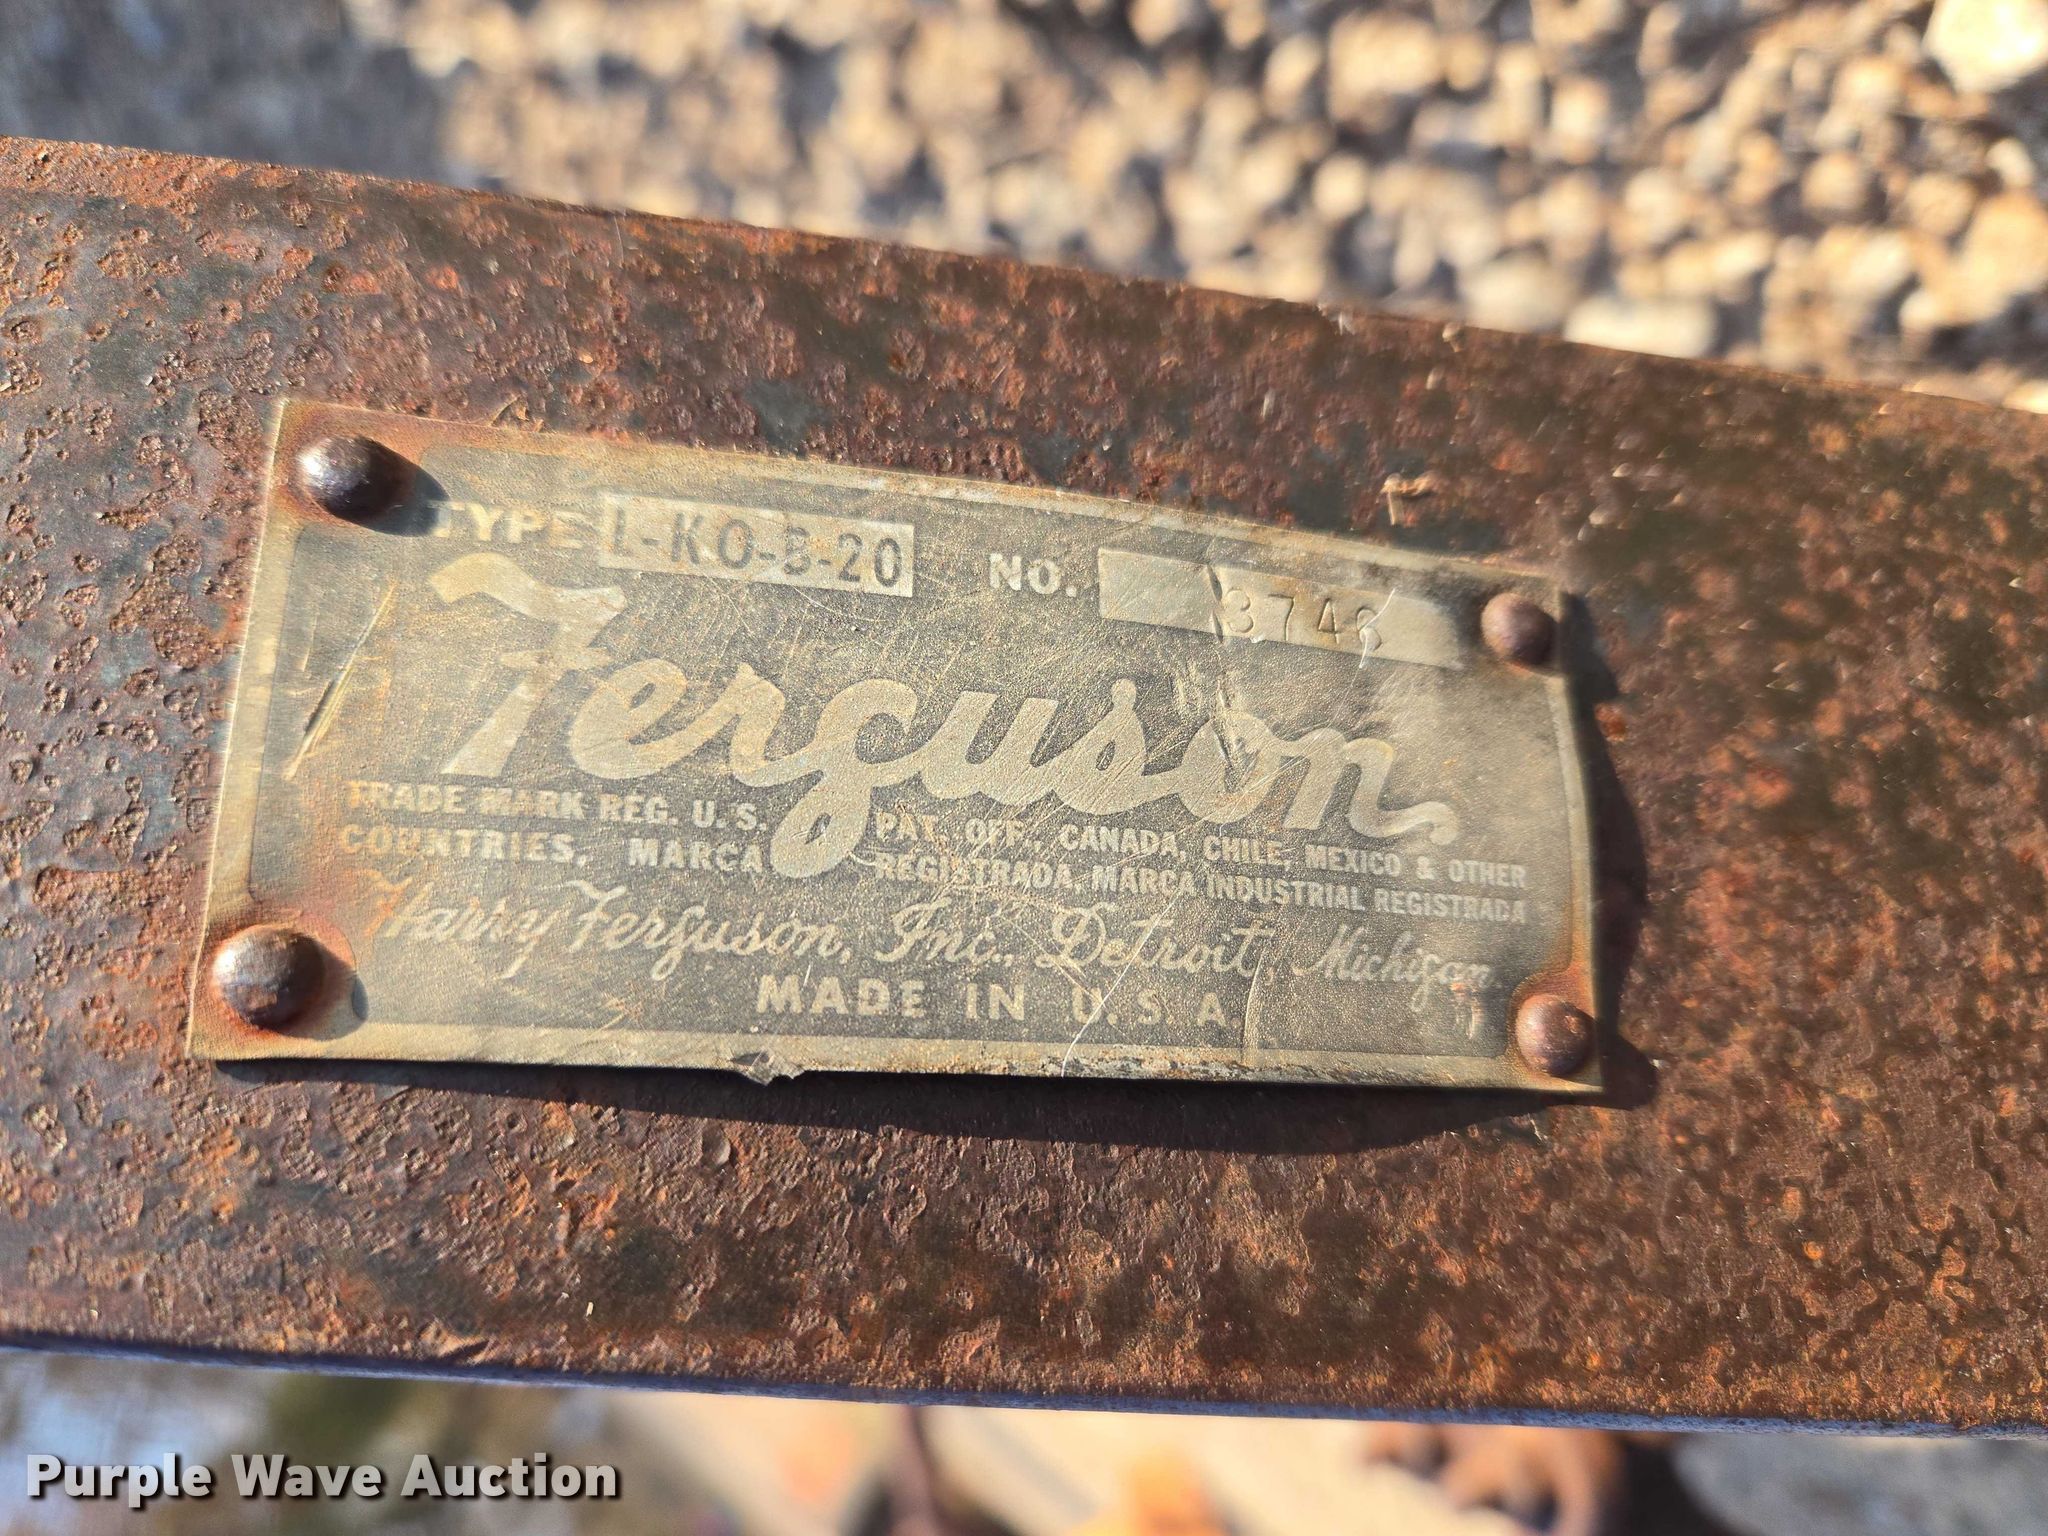 TYPE L-KO-B-20 NO. 3746
Ferguson
TRADE MARK REG. U. S. PAT. OFF., CANADA, CHILE, MEXICO & OTHER
COUNTRIES. MARCA REGISTRADA, MARCA INDUSTRIAL REGISTRADA
Harry Ferguson, Inc., Detroit, Michigan
MADE IN U. S. A.
Purple Wave Auction